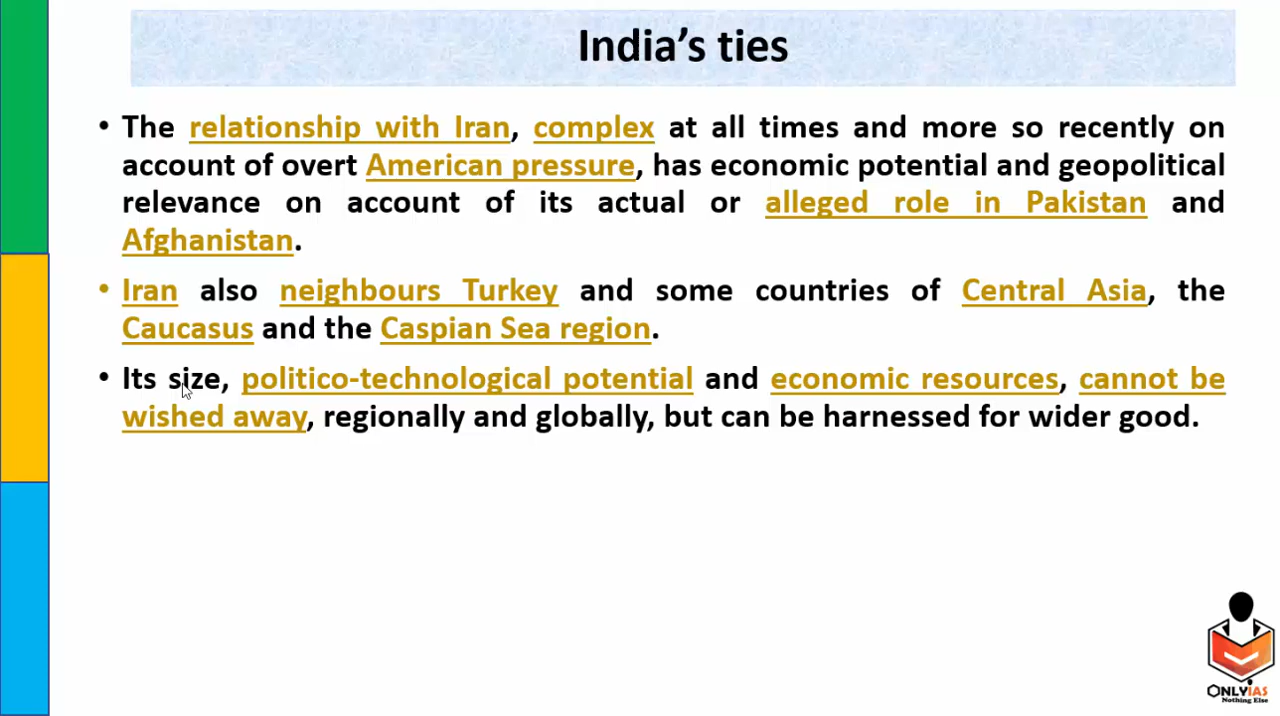 India’s ties
• The relationship with Iran, complex at all times and more so recently on
account of overt American pressure, has economic potential and geopolitical
relevance on account of its actual or alleged role in Pakistan and
Afghanistan.
• Iran also neighbours Turkey and some countries of Central Asia, the
Caucasus and the Caspian Sea region.
• Its size, politico-technological potential and economic resources, cannot be
wished away, regionally and globally, but can be harnessed for wider good.
ONLYIAS
Nothing Else